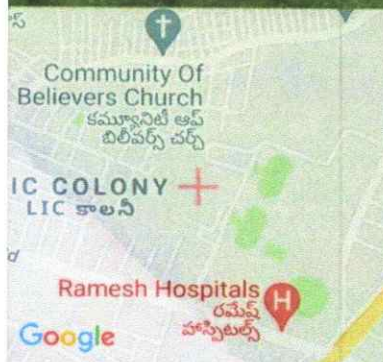 Community Of
Believers Church
కమ్యూనిటీ ఆఫ్
బిలీవర్స్ చర్చ్
IC COLONY
LIC కాలనీ
Ramesh Hospitals
రమేష్
హాస్పిటల్స్
H
Google